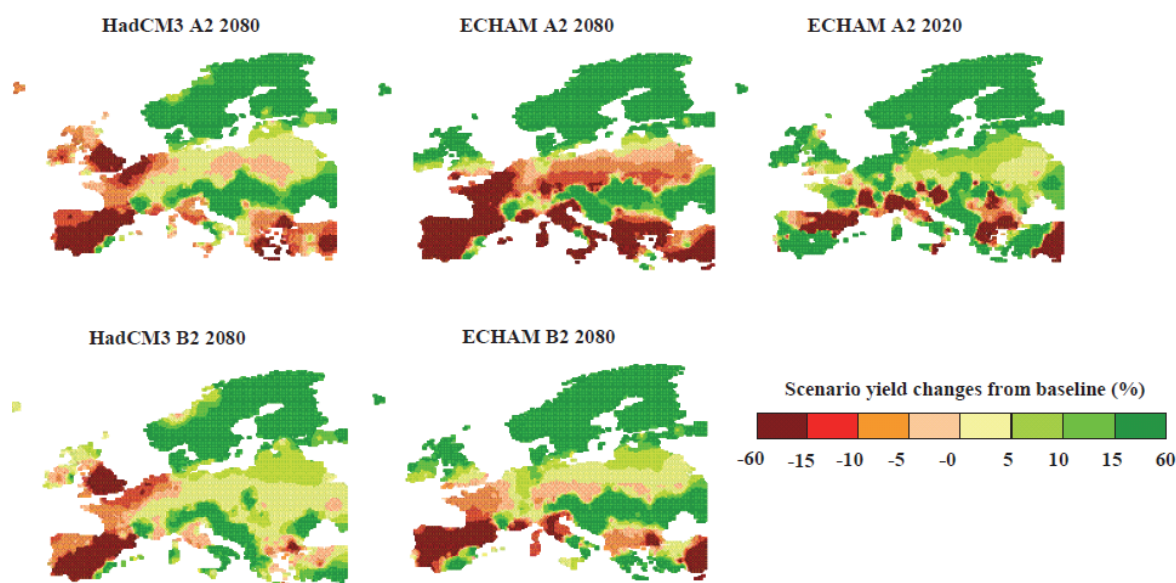 HadCM3 A2 2080
ECHAM A2 2080
ECHAM A2 2020
HadCM3 B2 2080
ECHAM B2 2080
Scenario yield changes from baseline (%)
-60 -15 -10 -5 -0 5 10 15 60